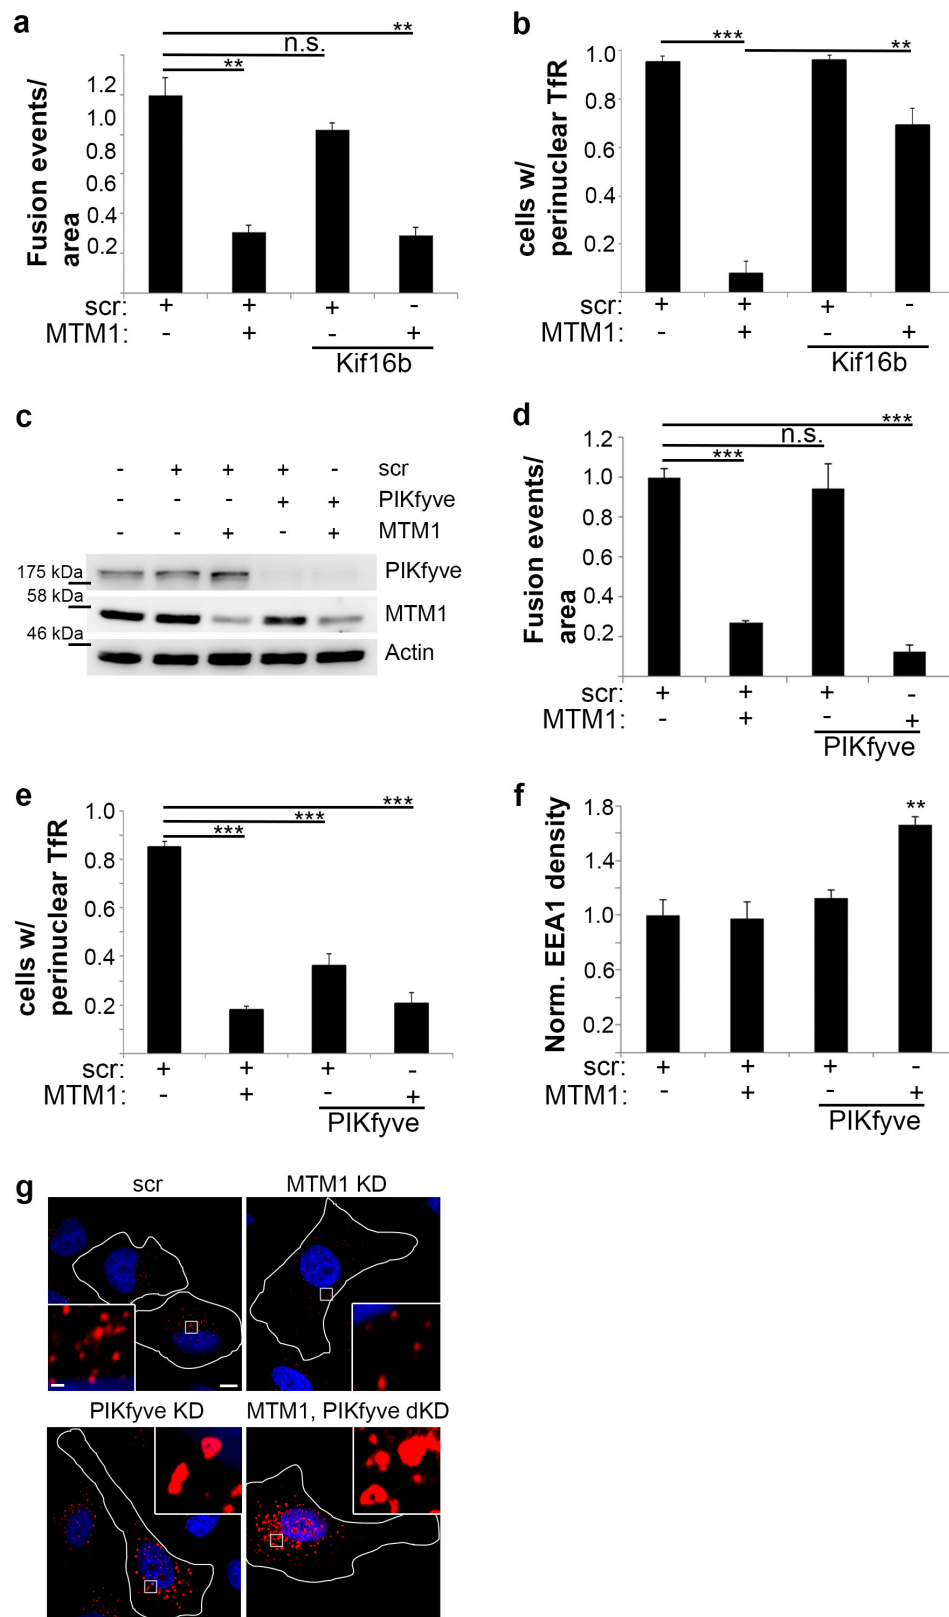 a
**
n.s.
**
Fusion events/
area
1.2
1.0
0.8
0.6
0.4
0.2
scr: + + + -
MTM1: - + - +
Kif16b
b
***
**
cells w/
perinuclear TfR
1.0
0.8
0.6
0.4
0.2
+ + + -
- + - +
Kif16b
c
- + + + - scr
- - - + + PIKfyve
- - + - + MTM1
175 kDa
PIKfyve
58 kDa
MTM1
46 kDa
Actin
d
***
n.s.
***
Fusion events/
area
1.2
1.0
0.8
0.6
0.4
0.2
scr: + + + -
MTM1: - + - +
PIKfyve
e
***
***
***
cells w/
perinuclear TfR
1.0
0.8
0.6
0.4
0.2
scr: + + + -
MTM1: - + - +
PIKfyve
f
**
Norm. EEA1 density
1.8
1.4
1.0
0.6
0.2
scr: + + + -
MTM1: - + - +
PIKfyve
g
scr
MTM1 KD
PIKfyve KD
MTM1, PIKfyve dKD